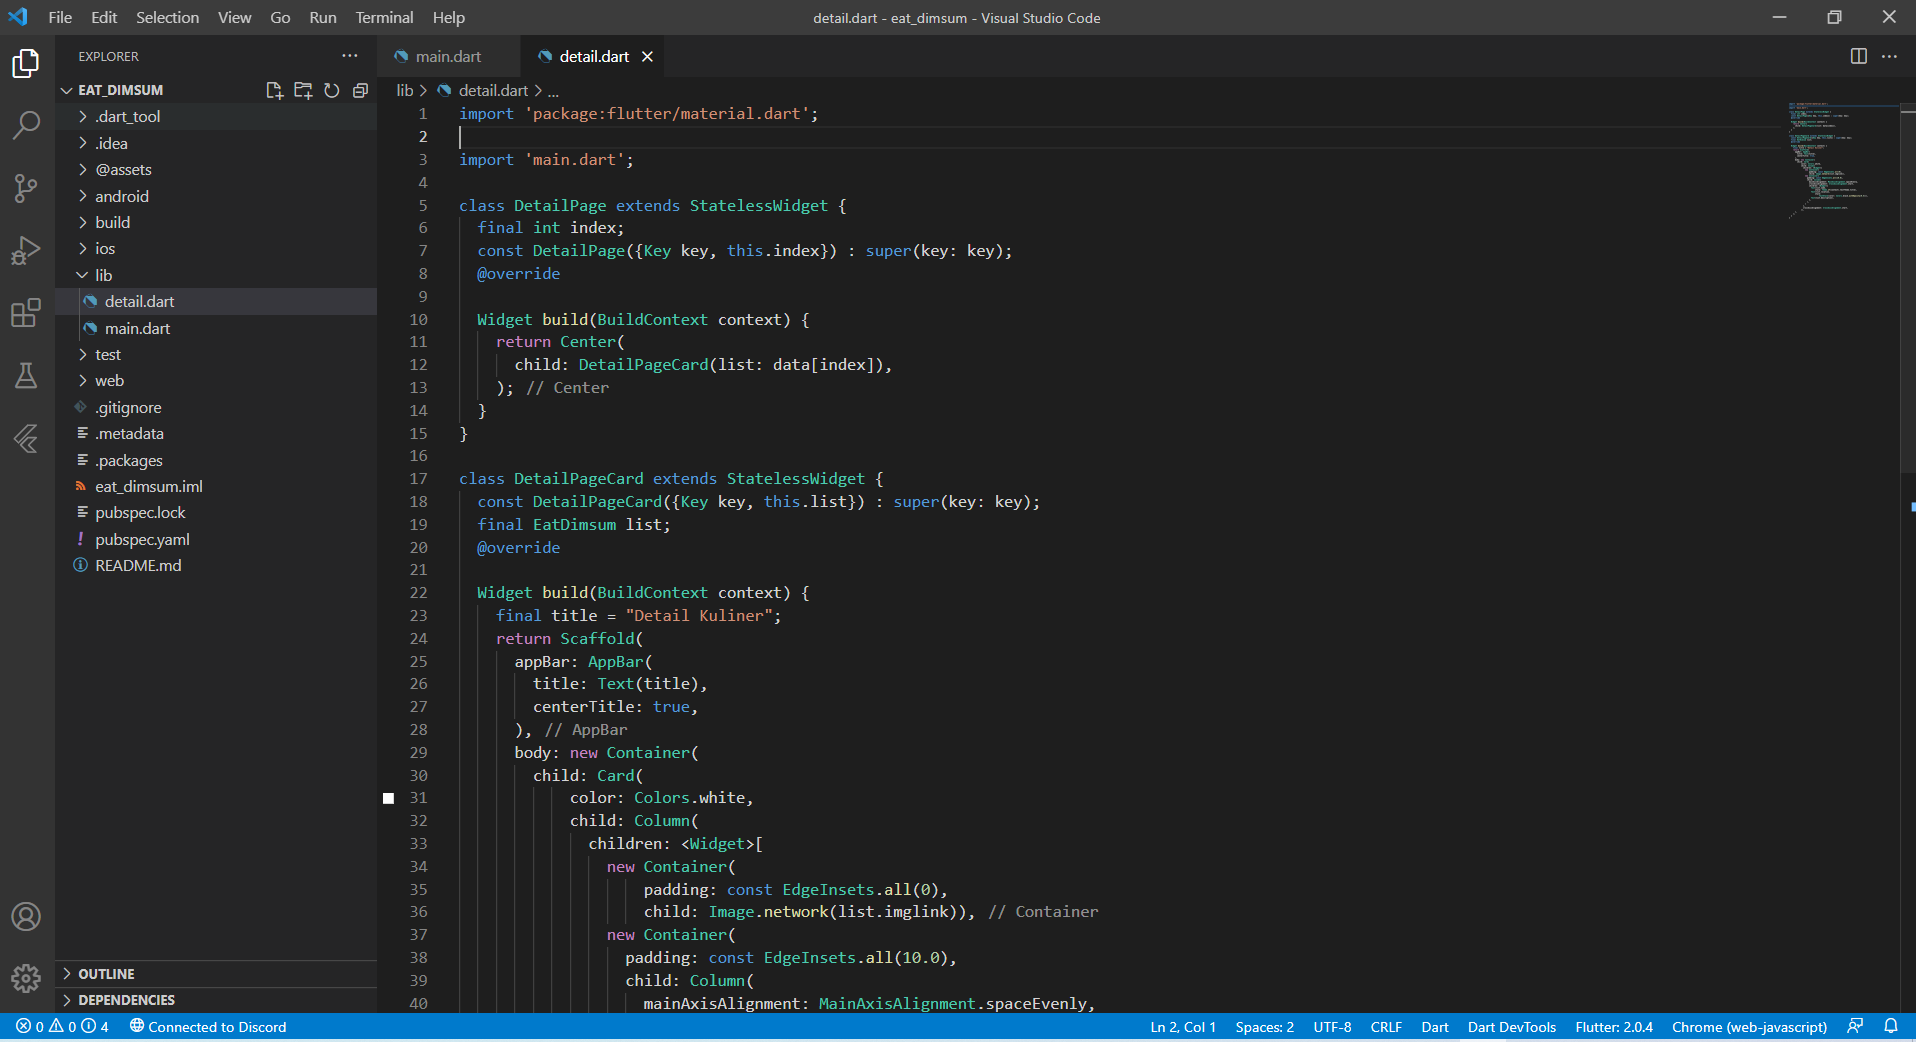 File Edit Selection View Go Run Terminal Help
detail.dart - eat_dimsum - Visual Studio Code
EXPLORER
EAT_DIMSUM
.dart_tool
.idea
@assets
android
build
ios
lib
detail.dart
main.dart
test
web
.gitignore
.metadata
.packages
eat_dimsum.iml
pubspec.lock
pubspec.yaml
README.md
OUTLINE
DEPENDENCIES
main.dart detail.dart
lib > detail.dart > ...
1 import 'package:flutter/material.dart';
2
3 import 'main.dart';
4
5 class DetailPage extends StatelessWidget {
6 final int index;
7 const DetailPage({Key key, this.index}) : super(key: key);
8 @override
9
10 Widget build(BuildContext context) {
11 return Center(
12 child: DetailPageCard(list: data[index]),
13 ); // Center
14 }
15 }
16
17 class DetailPageCard extends StatelessWidget {
18 const DetailPageCard({Key key, this.list}) : super(key: key);
19 final EatDimsum list;
20 @override
21
22 Widget build(BuildContext context) {
23 final title = "Detail Kuliner";
24 return Scaffold(
25 appBar: AppBar(
26 title: Text(title),
27 centerTitle: true,
28 ), // AppBar
29 body: new Container(
30 child: Card(
31 color: Colors.white,
32 child: Column(
33 children: <Widget>[
34 new Container(
35 padding: const EdgeInsets.all(0),
36 child: Image.network(list.imglink)), // Container
37 new Container(
38 padding: const EdgeInsets.all(10.0),
39 child: Column(
40 mainAxisAlignment: MainAxisAlignment.spaceEvenly,
0 0 4 Connected to Discord
Ln 2, Col 1 Spaces: 2 UTF-8 CRLF Dart Dart DevTools Flutter: 2.0.4 Chrome (web-javascript)